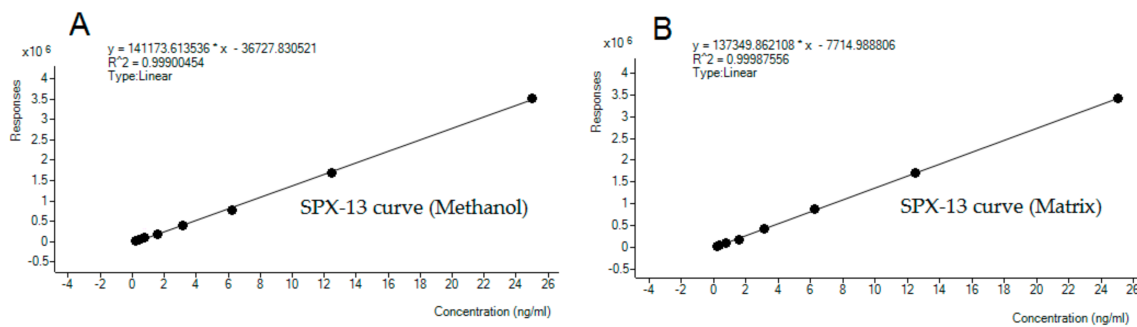 A
y = 141173.613536 * x - 36727.830521
R^2 = 0.99900454
Type:Linear
x10 6
Responses
4
3.5
3
2.5
2
1.5
1
0.5
0
-0.5
SPX-13 curve (Methanol)
-4 -2 0 2 4 6 8 10 12 14 16 18 20 22 24 26
Concentration (ng/ml)
B
y = 137349.862108 * x - 7714.988806
R^2 = 0.99987556
Type:Linear
x10 6
Responses
4
3.5
3
2.5
2
1.5
1
0.5
0
-0.5
SPX-13 curve (Matrix)
-4 -2 0 2 4 6 8 10 12 14 16 18 20 22 24 26
Concentration (ng/ml)